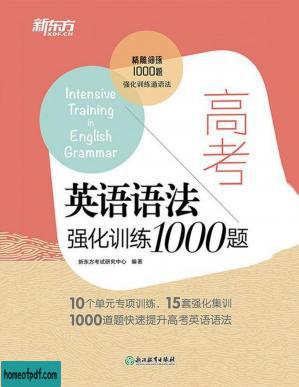 新东方
XDF.CN
精雕细练
1000题
强化训练通语法
Intensive
Training
in
English
Grammar
高考
英语语法
强化训练1000题
新东方考试研究中心 编著
10个单元专项训练，15套强化集训
1000道题快速提升高考英语语法
浙江教育出版社
homeofpdf.com